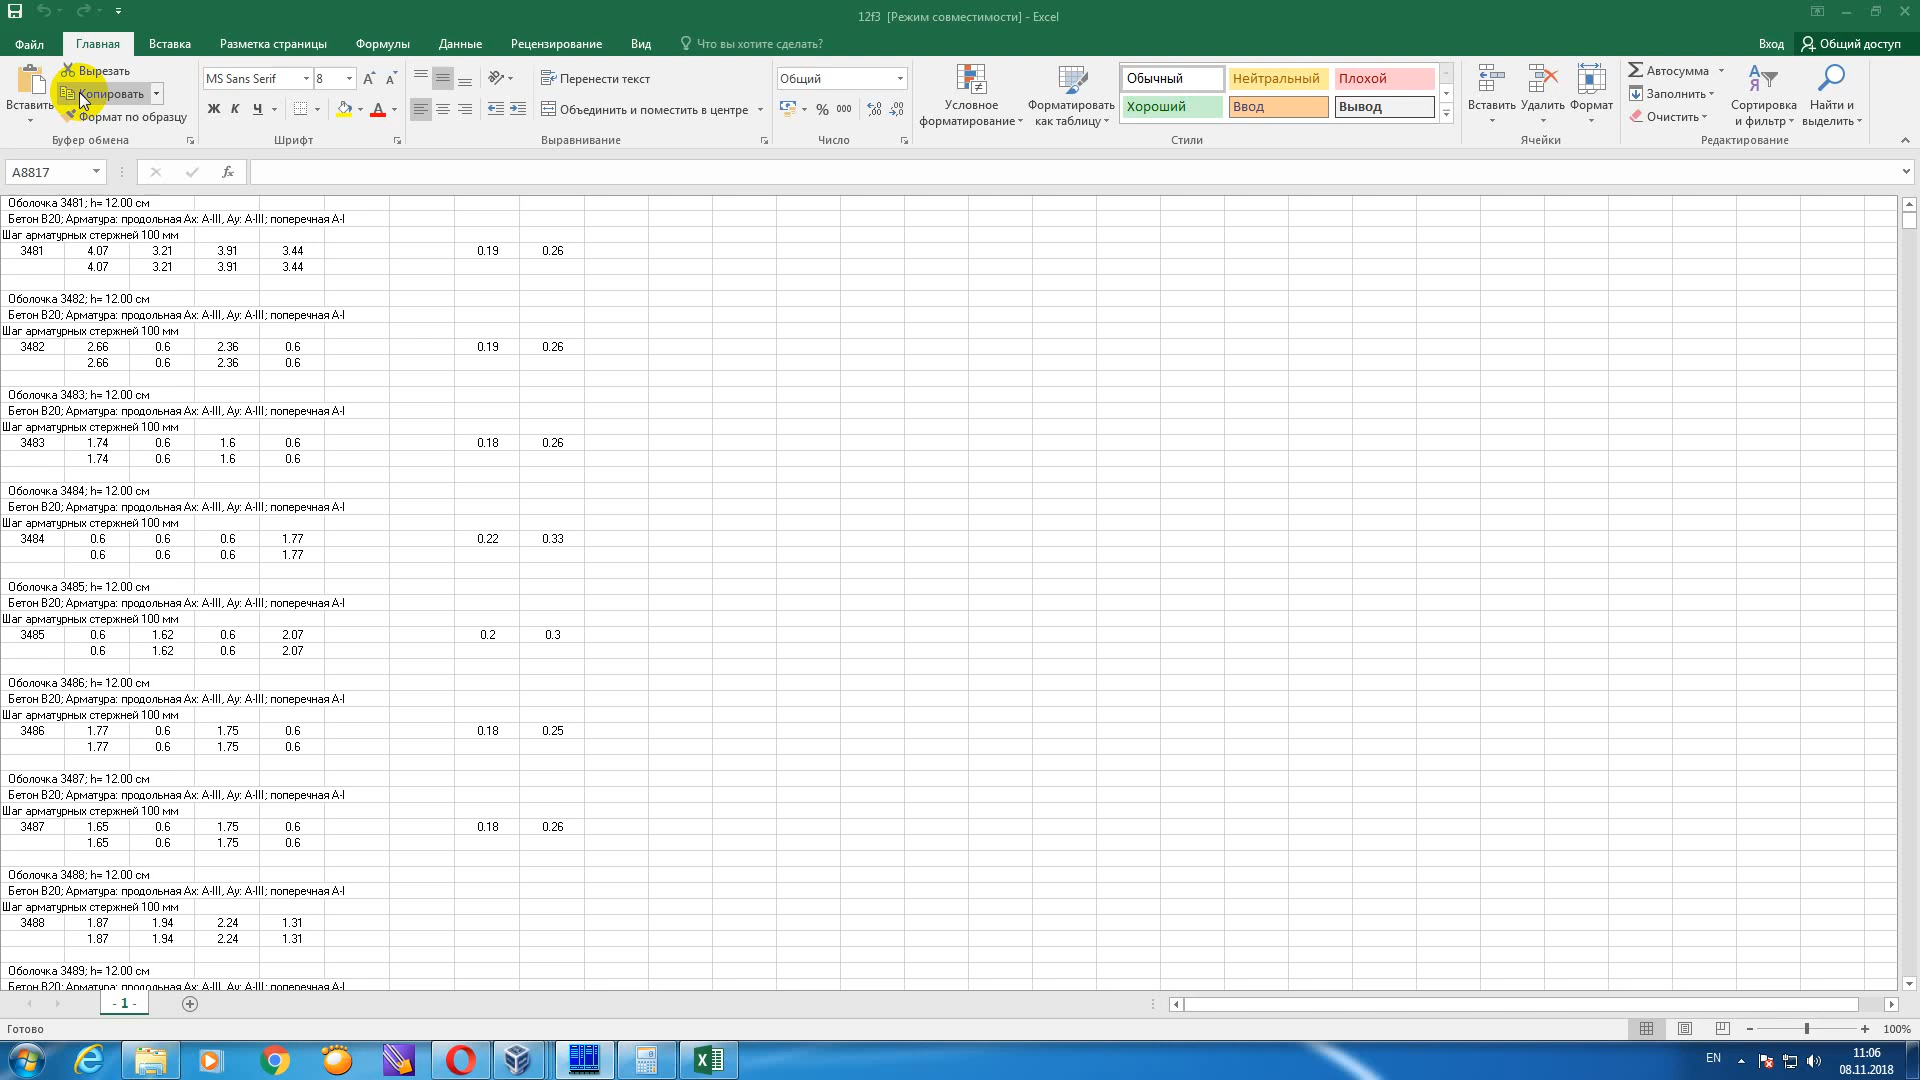 12f3 [Режим совместимости] - Excel
Файл
Главная
Вставка
Разметка страницы
Формулы
Данные
Рецензирование
Вид
Что вы хотите сделать?
Вход
Общий доступ
Вставить
Вырезать
Копировать
Формат по образцу
Буфер обмена
MS Sans Serif
8
Ж К Ч
Шрифт
Перенести текст
Объединить и поместить в центре
Выравнивание
Общий
% 000
Число
Условное форматирование
Форматировать как таблицу
Обычный
Нейтральный
Плохой
Хороший
Ввод
Вывод
Стили
Вставить
Удалить
Формат
Ячейки
Автосумма
Заполнить
Очистить
Сортировка и фильтр
Найти и выделить
Редактирование
A8817
fx
Оболочка 3481; h= 12.00 см
Бетон B20; Арматура: продольная Ax: A-III, Ay: A-III; поперечная A-I
Шаг арматурных стержней 100 мм
3481 4.07 3.21 3.91 3.44 0.19 0.26
4.07 3.21 3.91 3.44
Оболочка 3482; h= 12.00 см
Бетон B20; Арматура: продольная Ax: A-III, Ay: A-III; поперечная A-I
Шаг арматурных стержней 100 мм
3482 2.66 0.6 2.36 0.6 0.19 0.26
2.66 0.6 2.36 0.6
Оболочка 3483; h= 12.00 см
Бетон B20; Арматура: продольная Ax: A-III, Ay: A-III; поперечная A-I
Шаг арматурных стержней 100 мм
3483 1.74 0.6 1.6 0.6 0.18 0.26
1.74 0.6 1.6 0.6
Оболочка 3484; h= 12.00 см
Бетон B20; Арматура: продольная Ax: A-III, Ay: A-III; поперечная A-I
Шаг арматурных стержней 100 мм
3484 0.6 0.6 0.6 1.77 0.22 0.33
0.6 0.6 0.6 1.77
Оболочка 3485; h= 12.00 см
Бетон B20; Арматура: продольная Ax: A-III, Ay: A-III; поперечная A-I
Шаг арматурных стержней 100 мм
3485 0.6 1.62 0.6 2.07 0.2 0.3
0.6 1.62 0.6 2.07
Оболочка 3486; h= 12.00 см
Бетон B20; Арматура: продольная Ax: A-III, Ay: A-III; поперечная A-I
Шаг арматурных стержней 100 мм
3486 1.77 0.6 1.75 0.6 0.18 0.25
1.77 0.6 1.75 0.6
Оболочка 3487; h= 12.00 см
Бетон B20; Арматура: продольная Ax: A-III, Ay: A-III; поперечная A-I
Шаг арматурных стержней 100 мм
3487 1.65 0.6 1.75 0.6 0.18 0.26
1.65 0.6 1.75 0.6
Оболочка 3488; h= 12.00 см
Бетон B20; Арматура: продольная Ax: A-III, Ay: A-III; поперечная A-I
Шаг арматурных стержней 100 мм
3488 1.87 1.94 2.24 1.31
1.87 1.94 2.24 1.31
Оболочка 3489; h= 12.00 см
Бетон B20; Арматура: продольная Ax: A-III, Ay: A-III; поперечная A-I
- 1 -
Готово
100%
EN
11:06
08.11.2018